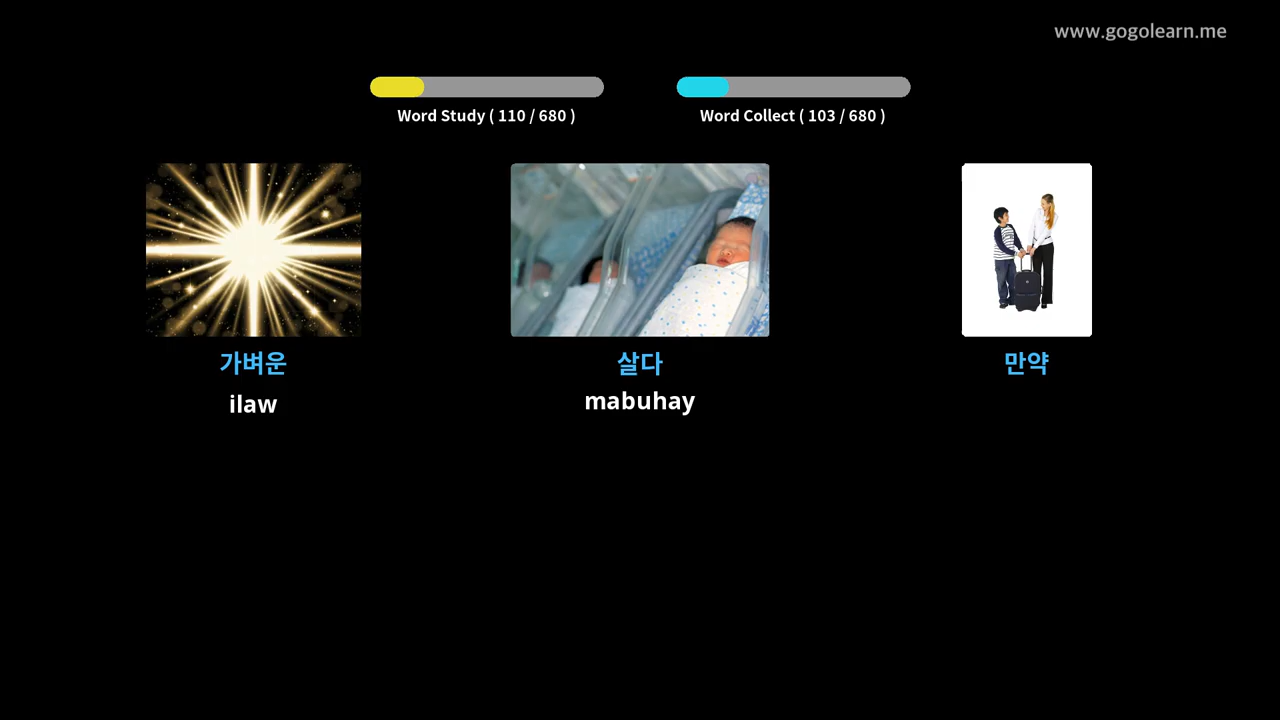 www.gogolearn.me
Word Study ( 110 / 680 )
Word Collect ( 103 / 680 )
가벼운
살다
만약
ilaw
mabuhay